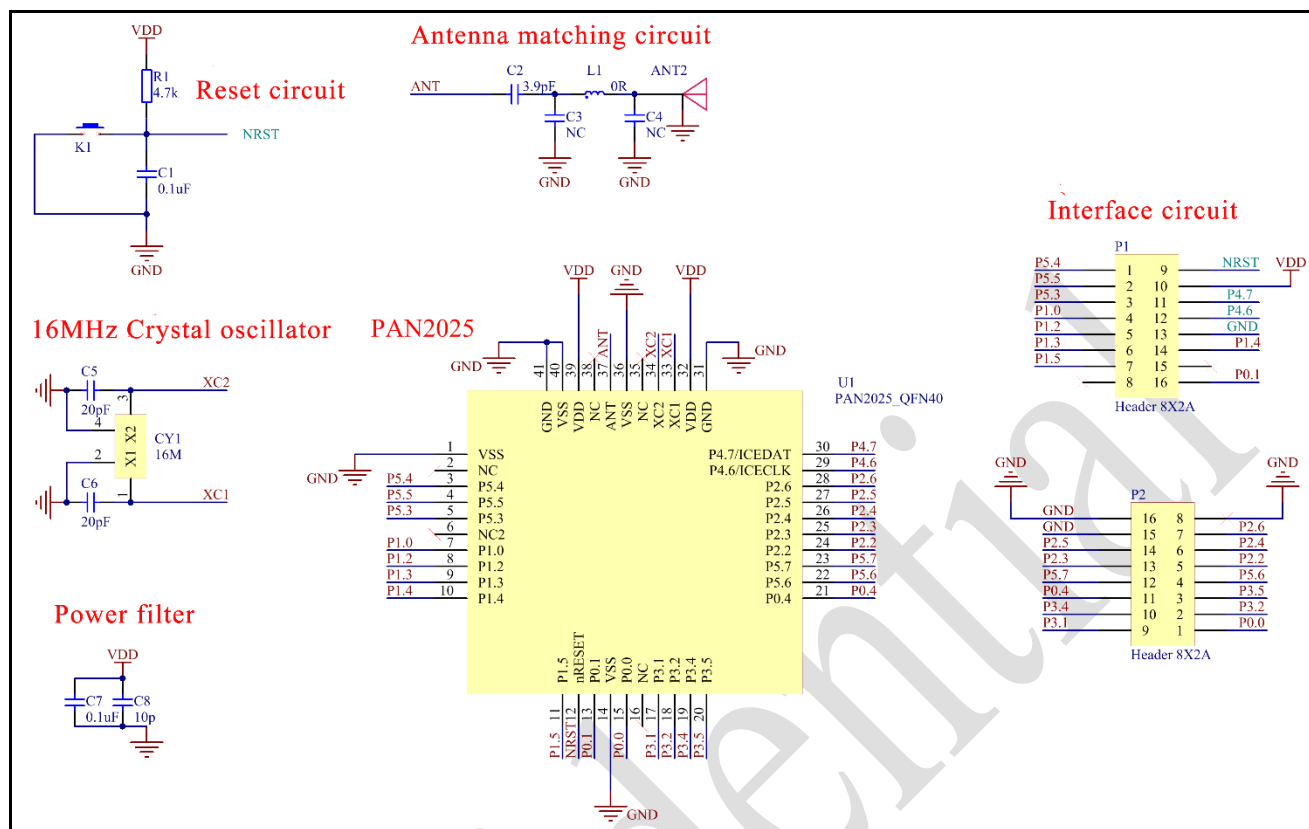 VDD
R1
4.7k
Reset circuit
K1
NRST
C1
0.1uF
GND
Antenna matching circuit
ANT
C2
3.9pF
L1
0R
ANT2
C3
NC
C4
NC
GND
GND
16MHz Crystal oscillator
C5
20pF
XC2
3
4
X2
X1
CY1
16M
2
1
C6
20pF
XC1
Power filter
VDD
C7
0.1uF
C8
10p
PAN2025
VDD
GND
VDD
GND
GND
ANT
XC2
XC1
41 40 39 38 37 36 35 34 33 32 31
GND VSS VDD NC ANT VSS NC XC2 XC1 VDD GND
U1
PAN2025_QFN40
GND
1 VSS
2 NC
P5.4 3 P5.4
P5.5 4 P5.5
P5.3 5 P5.3
6 NC2
P1.0 7 P1.0
P1.2 8 P1.2
P1.3 9 P1.3
P1.4 10 P1.4
P4.7/ICEDAT 30 P4.7
P4.6/ICECLK 29 P4.6
P2.6 28 P2.6
P2.5 27 P2.5
P2.4 26 P2.4
P2.3 25 P2.3
P2.2 24 P2.2
P5.7 23 P5.7
P5.6 22 P5.6
P0.4 21 P0.4
P1.5 nRESET P0.1 VSS P0.0 NC P3.1 P3.2 P3.4 P3.5
11 12 13 14 15 16 17 18 19 20
P1.5 NRST P0.1 P0.0 P3.1 P3.2 P3.4 P3.5
GND
Interface circuit
P1
P5.4 1 9 NRST
P5.5 2 10 VDD
P5.3 3 11 P4.7
P1.0 4 12 P4.6
P1.2 5 13 GND
P1.3 6 14 P1.4
P1.5 7 15
8 16 P0.1
Header 8X2A
GND
GND
P2
GND 16 8
GND 15 7 P2.6
P2.5 14 6 P2.4
P2.3 13 5 P2.2
P5.7 12 4 P5.6
P0.4 11 3 P3.5
P3.4 10 2 P3.2
P3.1 9 1 P0.0
Header 8X2A